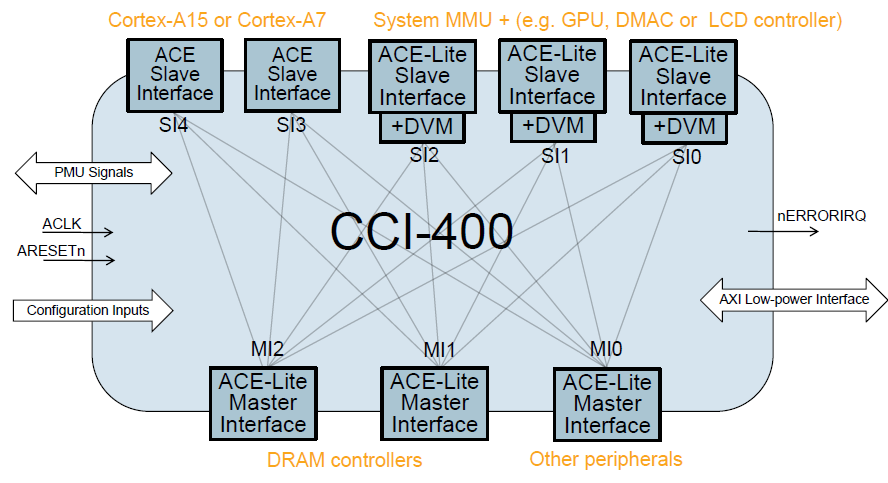 Cortex-A15 or Cortex-A7
System MMU + (e.g. GPU, DMAC or LCD controller)
ACE
Slave
Interface
SI4
ACE
Slave
Interface
SI3
ACE-Lite
Slave
Interface
+DVM
SI2
ACE-Lite
Slave
Interface
+DVM
SI1
ACE-Lite
Slave
Interface
+DVM
SI0
PMU Signals
ACLK
ARESETn
Configuration Inputs
CCI-400
nERRORIRQ
AXI Low-power Interface
MI2
ACE-Lite
Master
Interface
MI1
ACE-Lite
Master
Interface
MI0
ACE-Lite
Master
Interface
DRAM controllers
Other peripherals